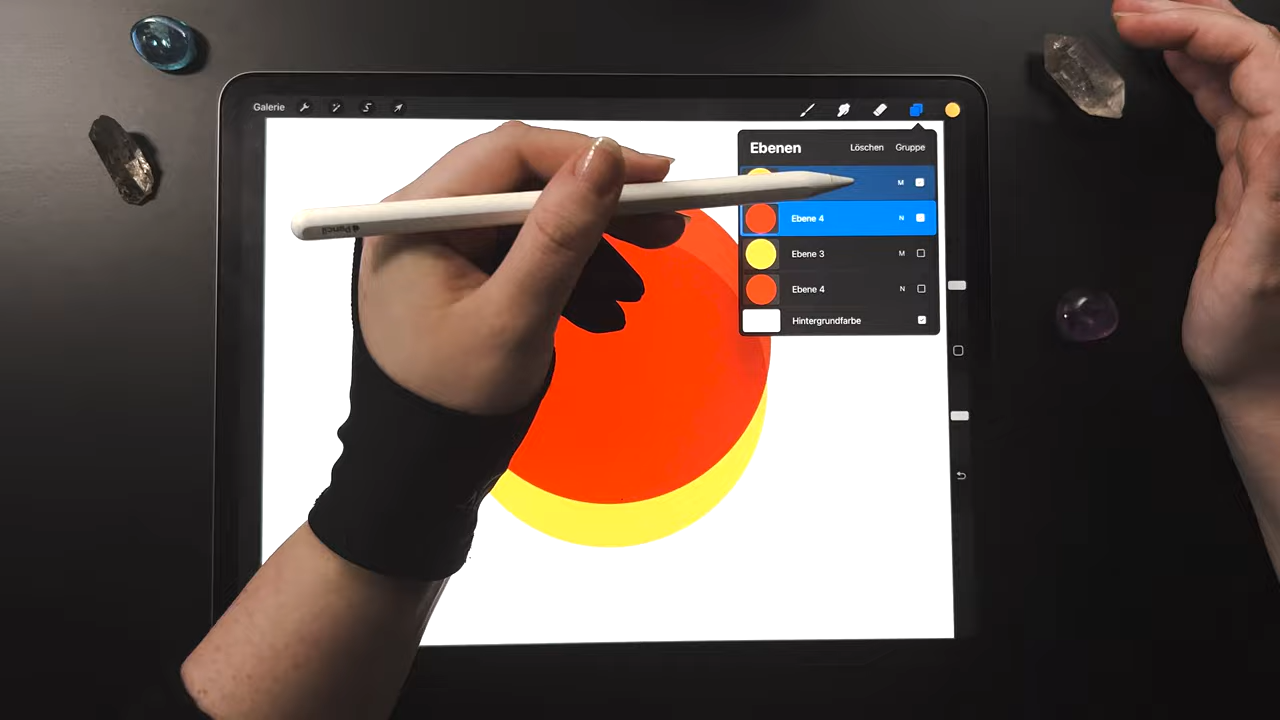 Galerie
Ebenen Löschen Gruppe
M
Ebene 4 N
Ebene 3 M
Ebene 4 N
Hintergrundfarbe
Pencil